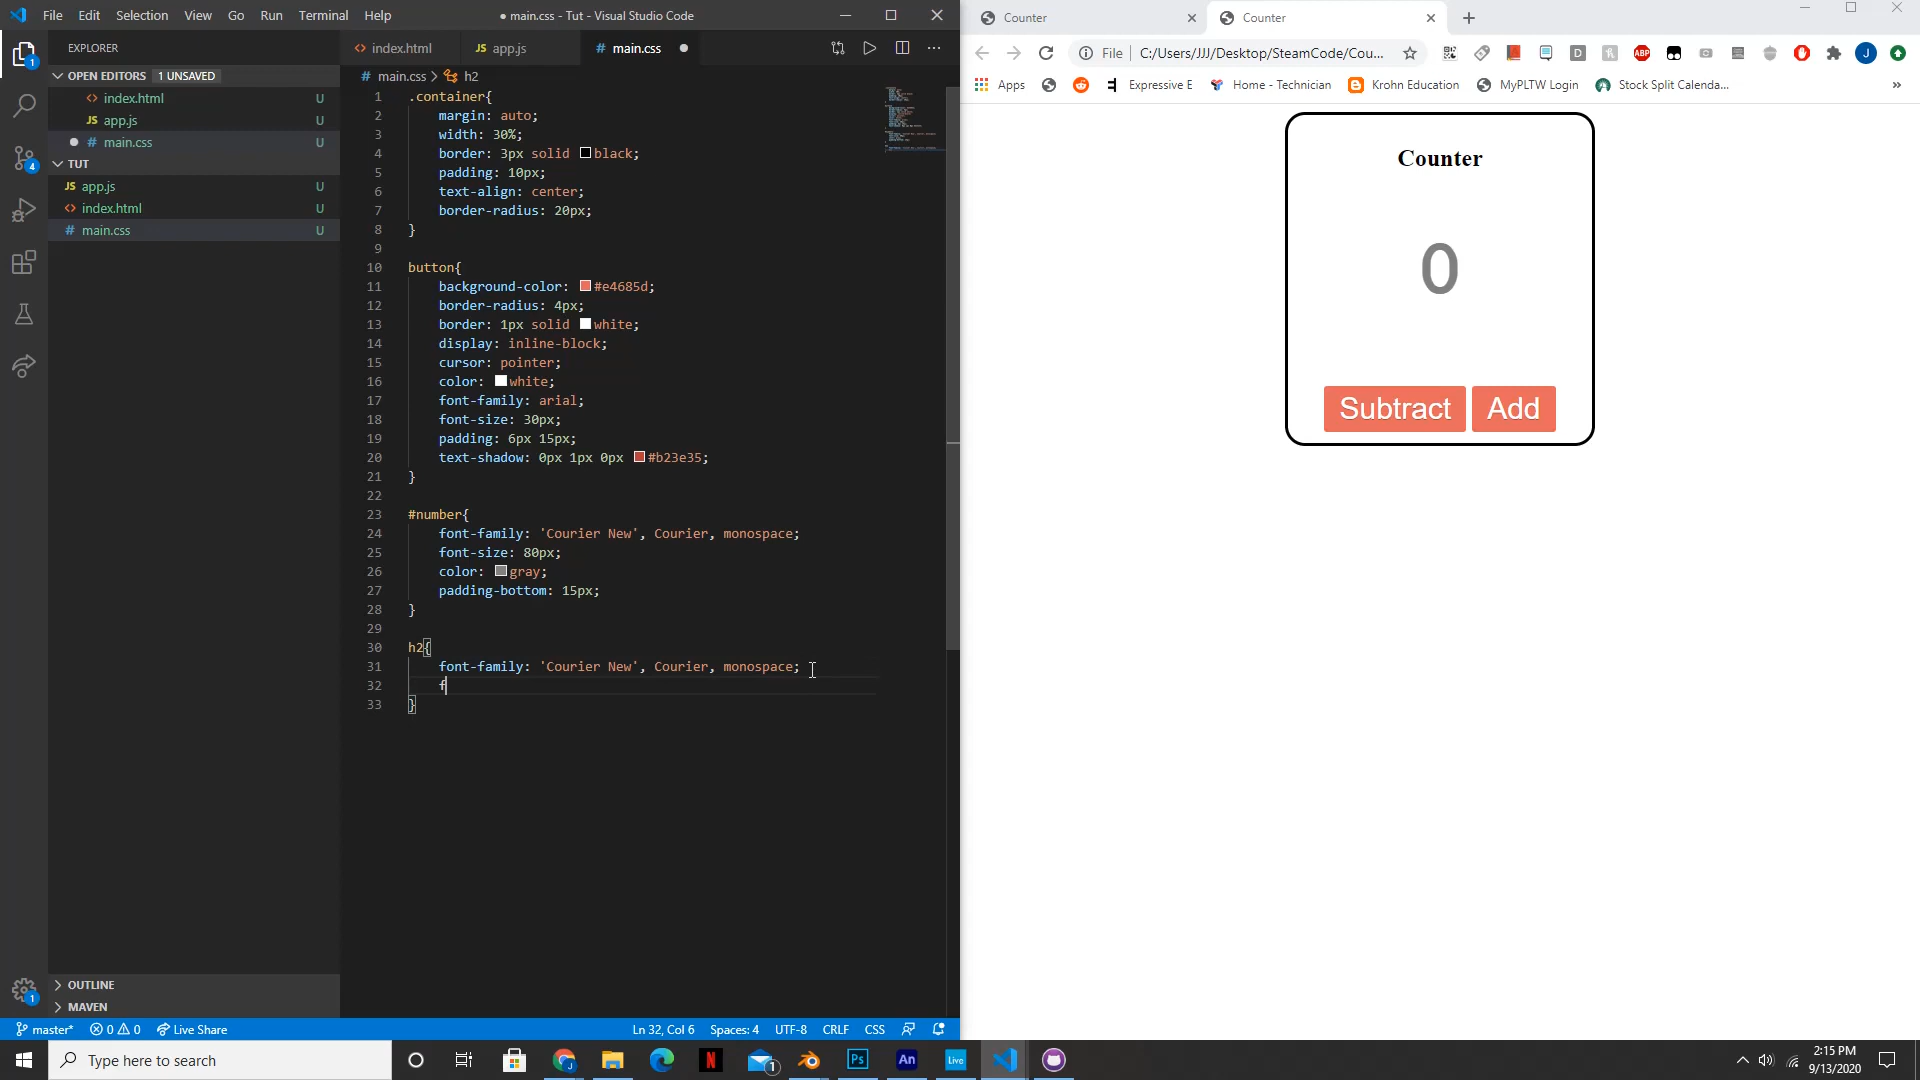 File Edit Selection View Go Run Terminal Help
● main.css - Tut - Visual Studio Code
EXPLORER
OPEN EDITORS 1 UNSAVED
<> index.html U
JS app.js U
● # main.css U
TUT
JS app.js U
<> index.html U
# main.css U
OUTLINE
MAVEN
<> index.html JS app.js # main.css ●
# main.css > h2
1 .container{
2 margin: auto;
3 width: 30%;
4 border: 3px solid black;
5 padding: 10px;
6 text-align: center;
7 border-radius: 20px;
8 }
9
10 button{
11 background-color: #e4685d;
12 border-radius: 4px;
13 border: 1px solid white;
14 display: inline-block;
15 cursor: pointer;
16 color: white;
17 font-family: arial;
18 font-size: 30px;
19 padding: 6px 15px;
20 text-shadow: 0px 1px 0px #b23e35;
21 }
22
23 #number{
24 font-family: 'Courier New', Courier, monospace;
25 font-size: 80px;
26 color: gray;
27 padding-bottom: 15px;
28 }
29
30 h2{
31 font-family: 'Courier New', Courier, monospace;
32 f
33 }
master* 0 0 Live Share Ln 32, Col 6 Spaces: 4 UTF-8 CRLF CSS
Counter Counter
File C:/Users/JJJ/Desktop/SteamCode/Cou... ABP J
Apps Expressive E Home - Technician Krohn Education MyPLTW Login Stock Split Calenda... »
Counter
0
Subtract Add
Type here to search
Ps An Live
2:15 PM
9/13/2020